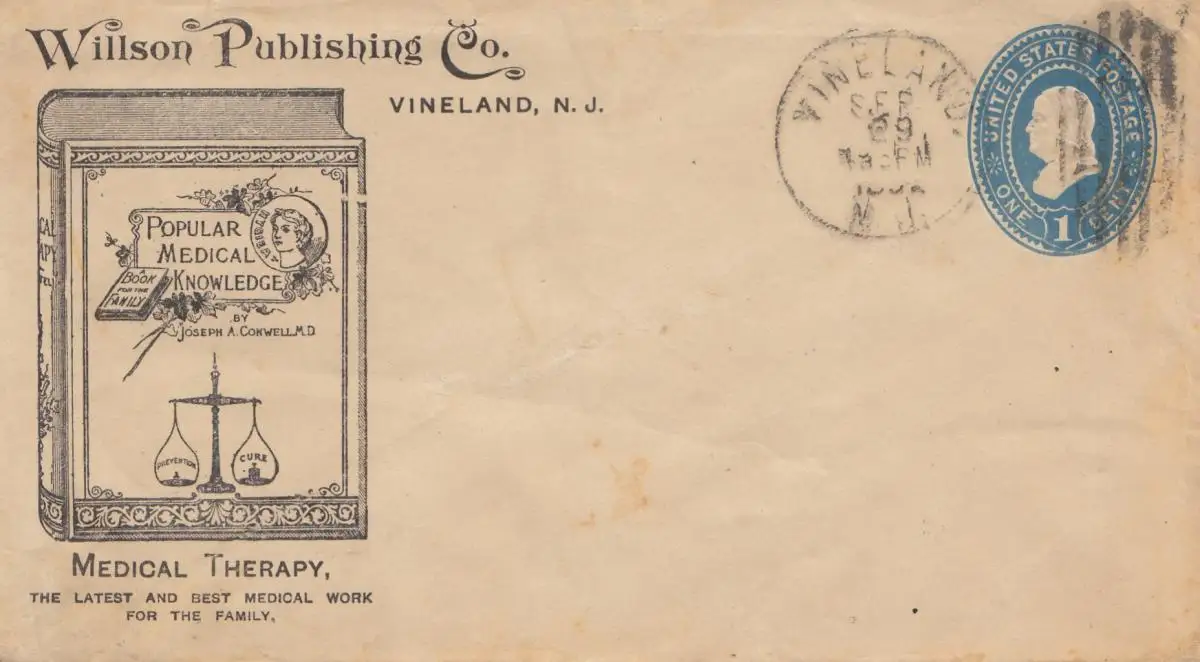 Willson Publishing Co.
VINELAND, N. J.
POPULAR
MEDICAL
KNOWLEDGE
A
BOOK
FOR THE
FAMILY
BY
JOSEPH A. CONWELL, M.D.
PREVENTION
CURE
MEDICAL THERAPY,
THE LATEST AND BEST MEDICAL WORK
FOR THE FAMILY,
VINELAND.
SEP
PM
N. J.
UNITED STATES POSTAGE
ONE 1 CENT